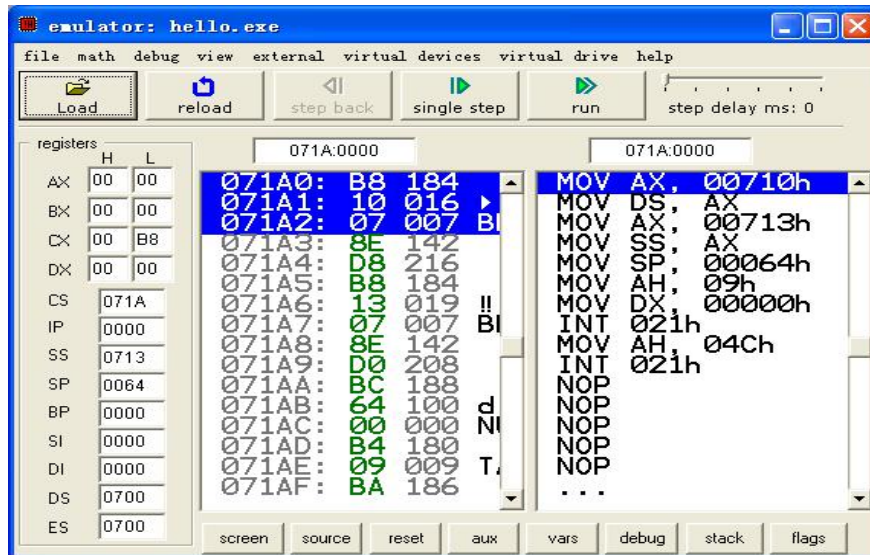 emulator: hello.exe
file math debug view external virtual devices virtual drive help
Load reload step back single step run step delay ms: 0
registers
H L
AX 00 00
BX 00 00
CX 00 B8
DX 00 00
CS 071A
IP 0000
SS 0713
SP 0064
BP 0000
SI 0000
DI 0000
DS 0700
ES 0700
071A:0000
071A0: B8 184
071A1: 10 016
071A2: 07 007
071A3: 8E 142
071A4: D8 216
071A5: B8 184
071A6: 13 019 ‼
071A7: 07 007
071A8: 8E 142
071A9: D0 208
071AA: BC 188
071AB: 64 100 d
071AC: 00 000
071AD: B4 180
071AE: 09 009
071AF: BA 186
071A:0000
MOV AX, 00710h
MOV DS, AX
MOV AX, 00713h
MOV SS, AX
MOV SP, 00064h
MOV AH, 09h
MOV DX, 00000h
INT 021h
MOV AH, 04Ch
INT 021h
NOP
NOP
NOP
NOP
NOP
...
screen source reset aux vars debug stack flags